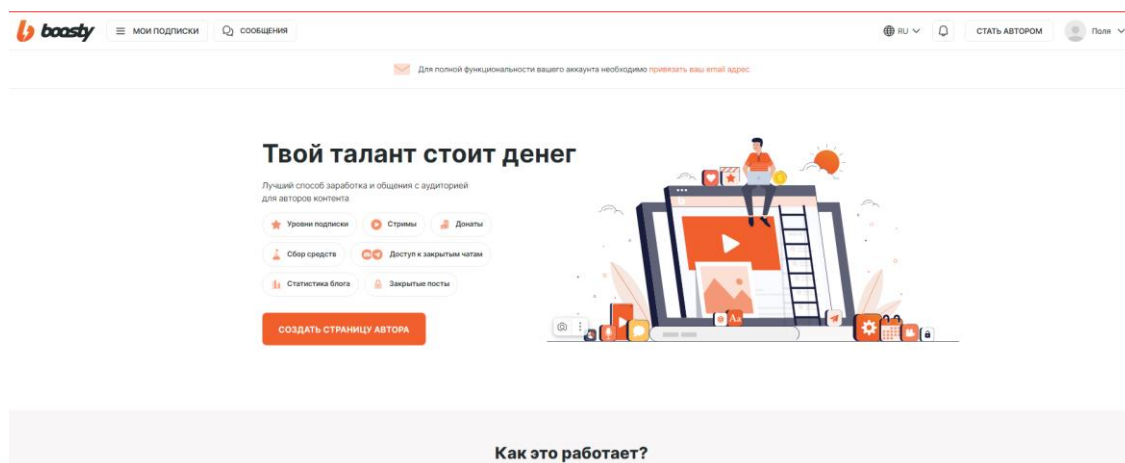 boosty
МОИ ПОДПИСКИ
СООБЩЕНИЯ
RU
СТАТЬ АВТОРОМ
Поля
Для полной функциональности вашего аккаунта необходимо привязать ваш email адрес
Твой талант стоит денег
Лучший способ заработка и общения с аудиторией
для авторов контента
Уровни подписки
Стримы
Донаты
Сбор средств
Доступ к закрытым чатам
Статистика блога
Закрытые посты
СОЗДАТЬ СТРАНИЦУ АВТОРА
Aa
Как это работает?